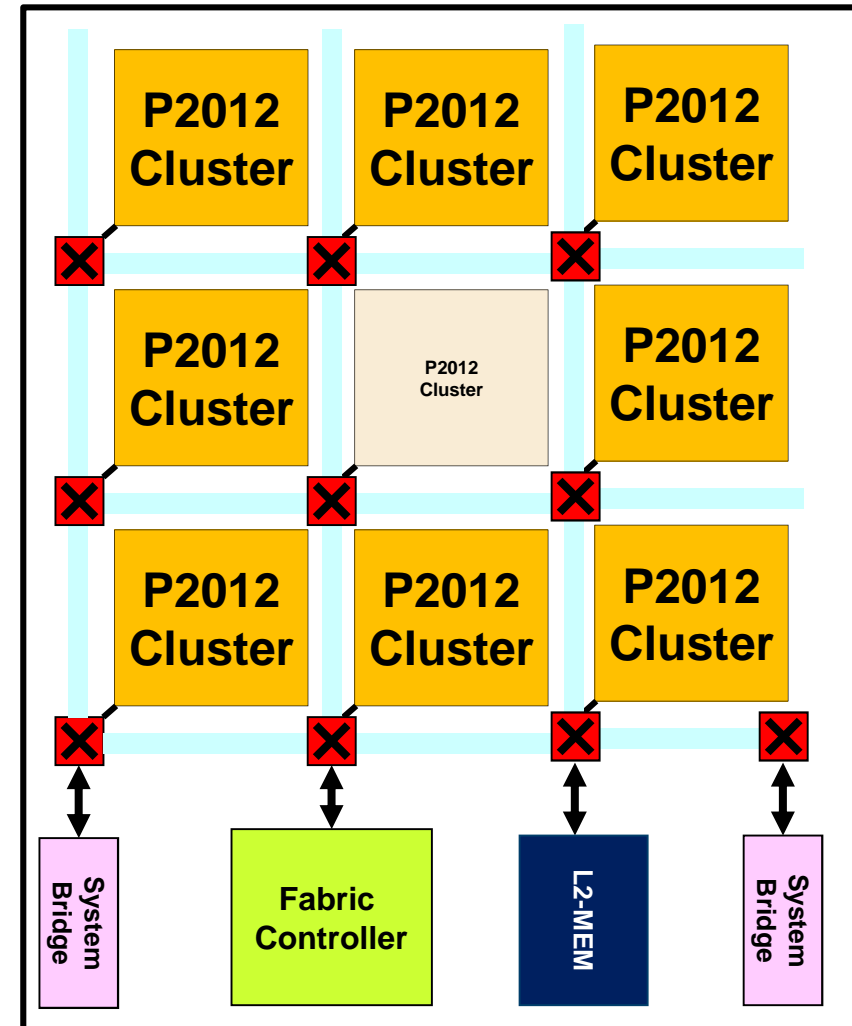 P2012
Cluster
P2012
Cluster
P2012
Cluster
P2012
Cluster
P2012
Cluster
P2012
Cluster
P2012
Cluster
P2012
Cluster
P2012
Cluster
System
Bridge
Fabric
Controller
L2-MEM
System
Bridge